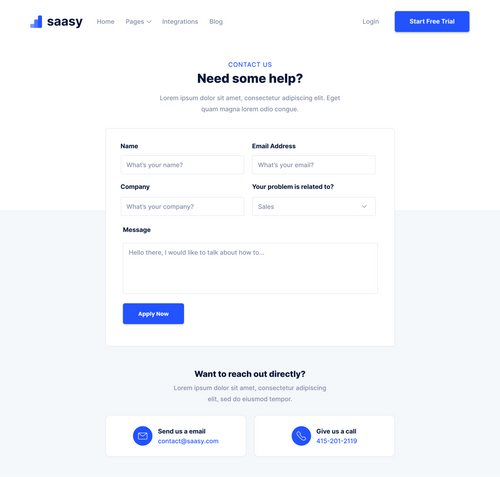 saasy
Home
Pages
Integrations
Blog
Login
Start Free Trial
CONTACT US
Need some help?
Lorem ipsum dolor sit amet, consectetur adipiscing elit. Eget
quam magna lorem odio congue.
Name
Email Address
What's your name?
What's your email?
Company
Your problem is related to?
What's your company?
Sales
Message
Hello there, I would like to talk about how to...
Apply Now
Want to reach out directly?
Lorem ipsum dolor sit amet, consectetur adipiscing
elit, sed do eiusmod tempor.
Send us a email
contact@saasy.com
Give us a call
415-201-2119